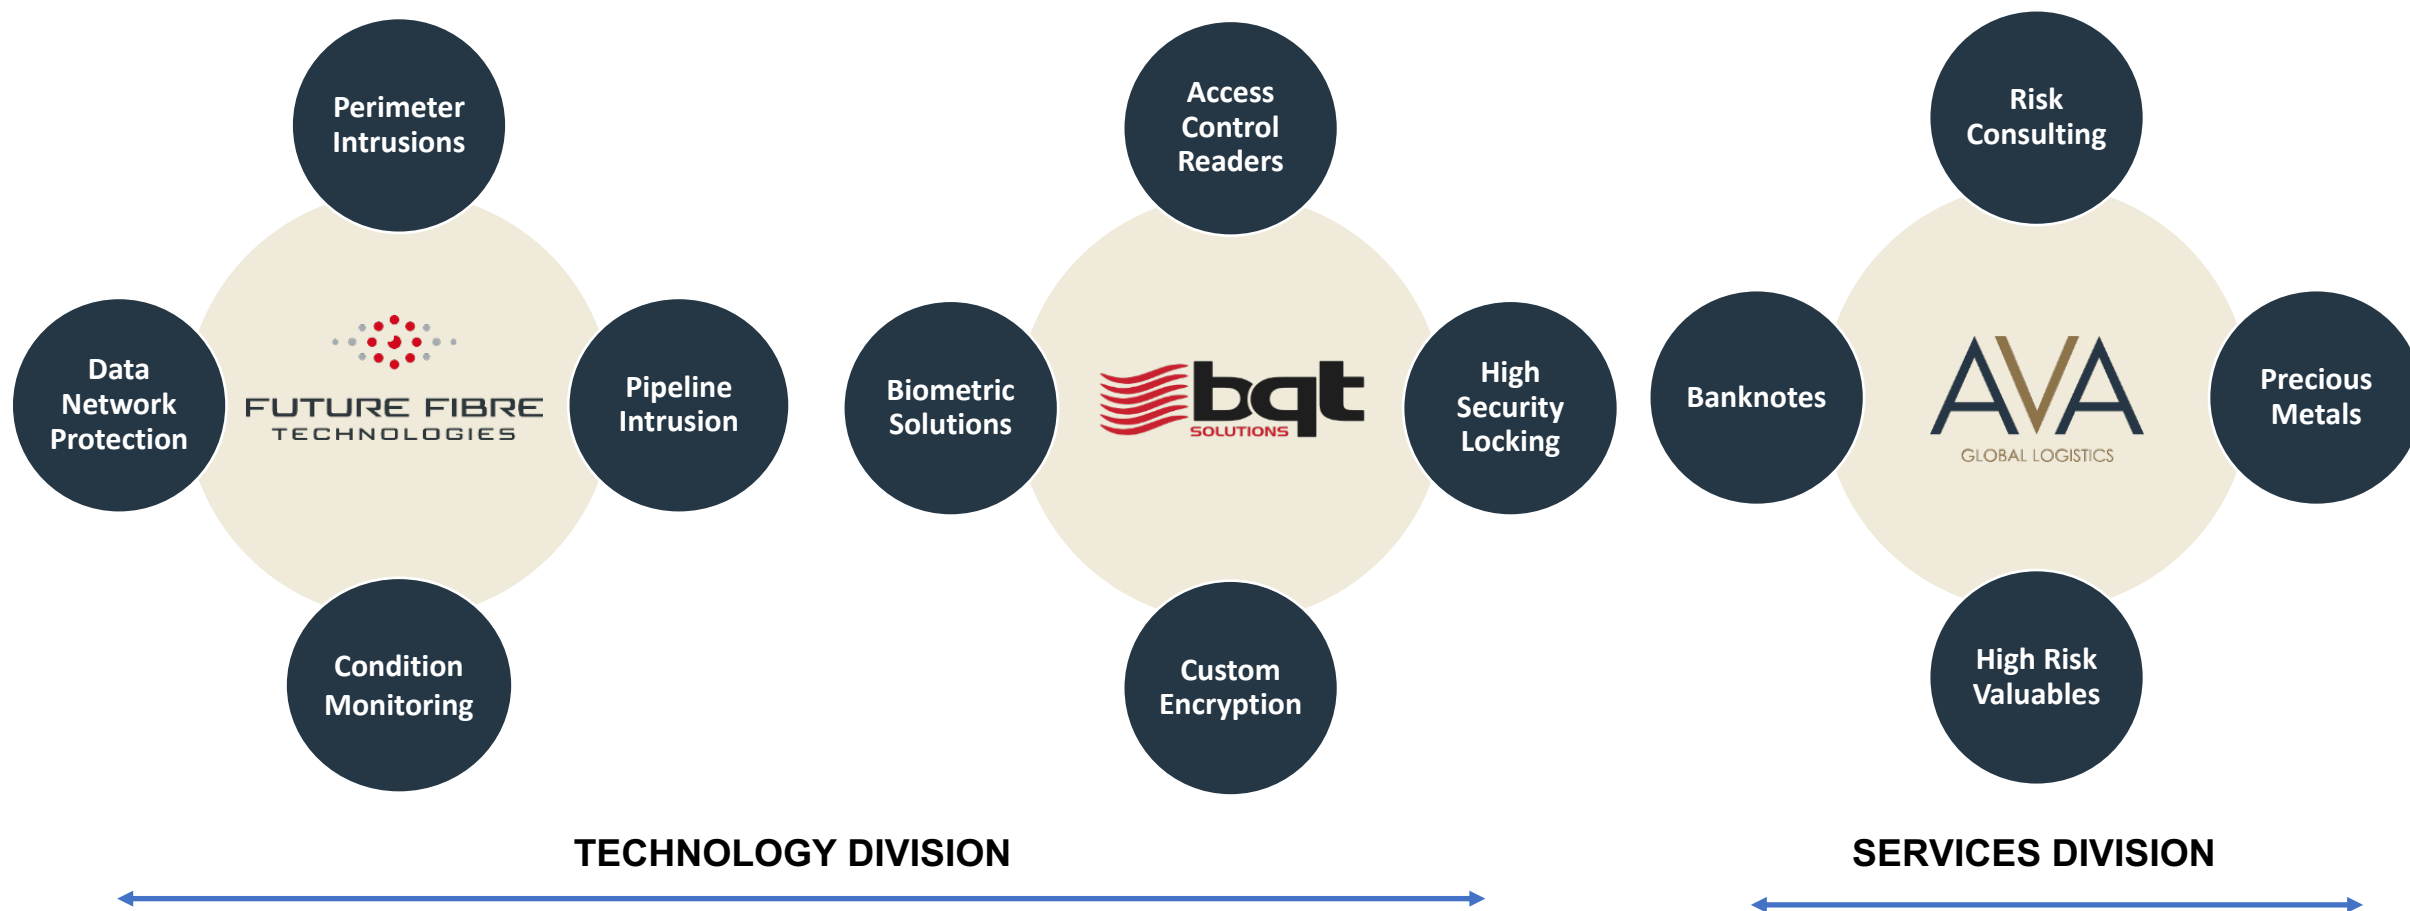 Perimeter
Intrusions
Data
Network
Protection
FUTURE FIBRE
TECHNOLOGIES
Pipeline
Intrusion
Condition
Monitoring
Access
Control
Readers
Biometric
Solutions
bqt
SOLUTIONS
High
Security
Locking
Custom
Encryption
Risk
Consulting
Banknotes
AVA
GLOBAL LOGISTICS
Precious
Metals
High Risk
Valuables
TECHNOLOGY DIVISION
SERVICES DIVISION